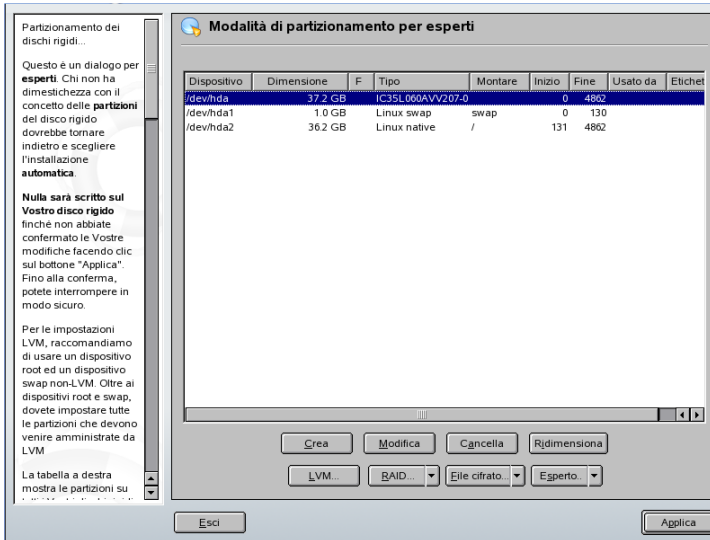 Partizionamento dei
dischi rigidi...
Questo è un dialogo per
esperti. Chi non ha
dimestichezza con il
concetto delle partizioni
del disco rigido
dovrebbe tornare
indietro e scegliere
l'installazione
automatica.
Nulla sarà scritto sul
Vostro disco rigido
finché non abbiate
confermato le Vostre
modifiche facendo clic
sul bottone "Applica".
Fino alla conferma,
potete interrompere in
modo sicuro.
Per le impostazioni
LVM, raccomandiamo
di usare un dispositivo
root ed un dispositivo
swap non-LVM. Oltre ai
dispositivi root e swap,
dovete impostare tutte
le partizioni che devono
venire amministrate da
LVM
La tabella a destra
mostra le partizioni su
Modalità di partizionamento per esperti
Dispositivo Dimensione F Tipo Montare Inizio Fine Usato da Etichet
/dev/hda 37.2 GB IC35L060AVV207-0 0 4862
/dev/hda1 1.0 GB Linux swap swap 0 130
/dev/hda2 36.2 GB Linux native / 131 4862
Crea Modifica Cancella Ridimensiona
LVM... RAID... File cifrato... Esperto..
Esci Applica